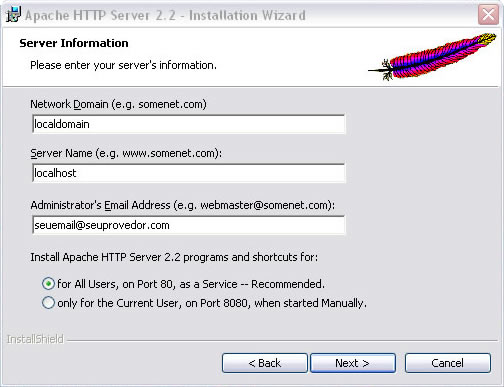 Apache HTTP Server 2.2 - Installation Wizard
Server Information
Please enter your server's information.
Network Domain (e.g. somenet.com)
localdomain
Server Name (e.g. www.somenet.com):
localhost
Administrator's Email Address (e.g. webmaster@somenet.com):
seuemail@seuprovedor.com
Install Apache HTTP Server 2.2 programs and shortcuts for:
for All Users, on Port 80, as a Service -- Recommended.
only for the Current User, on Port 8080, when started Manually.
InstallShield
< Back Next > Cancel